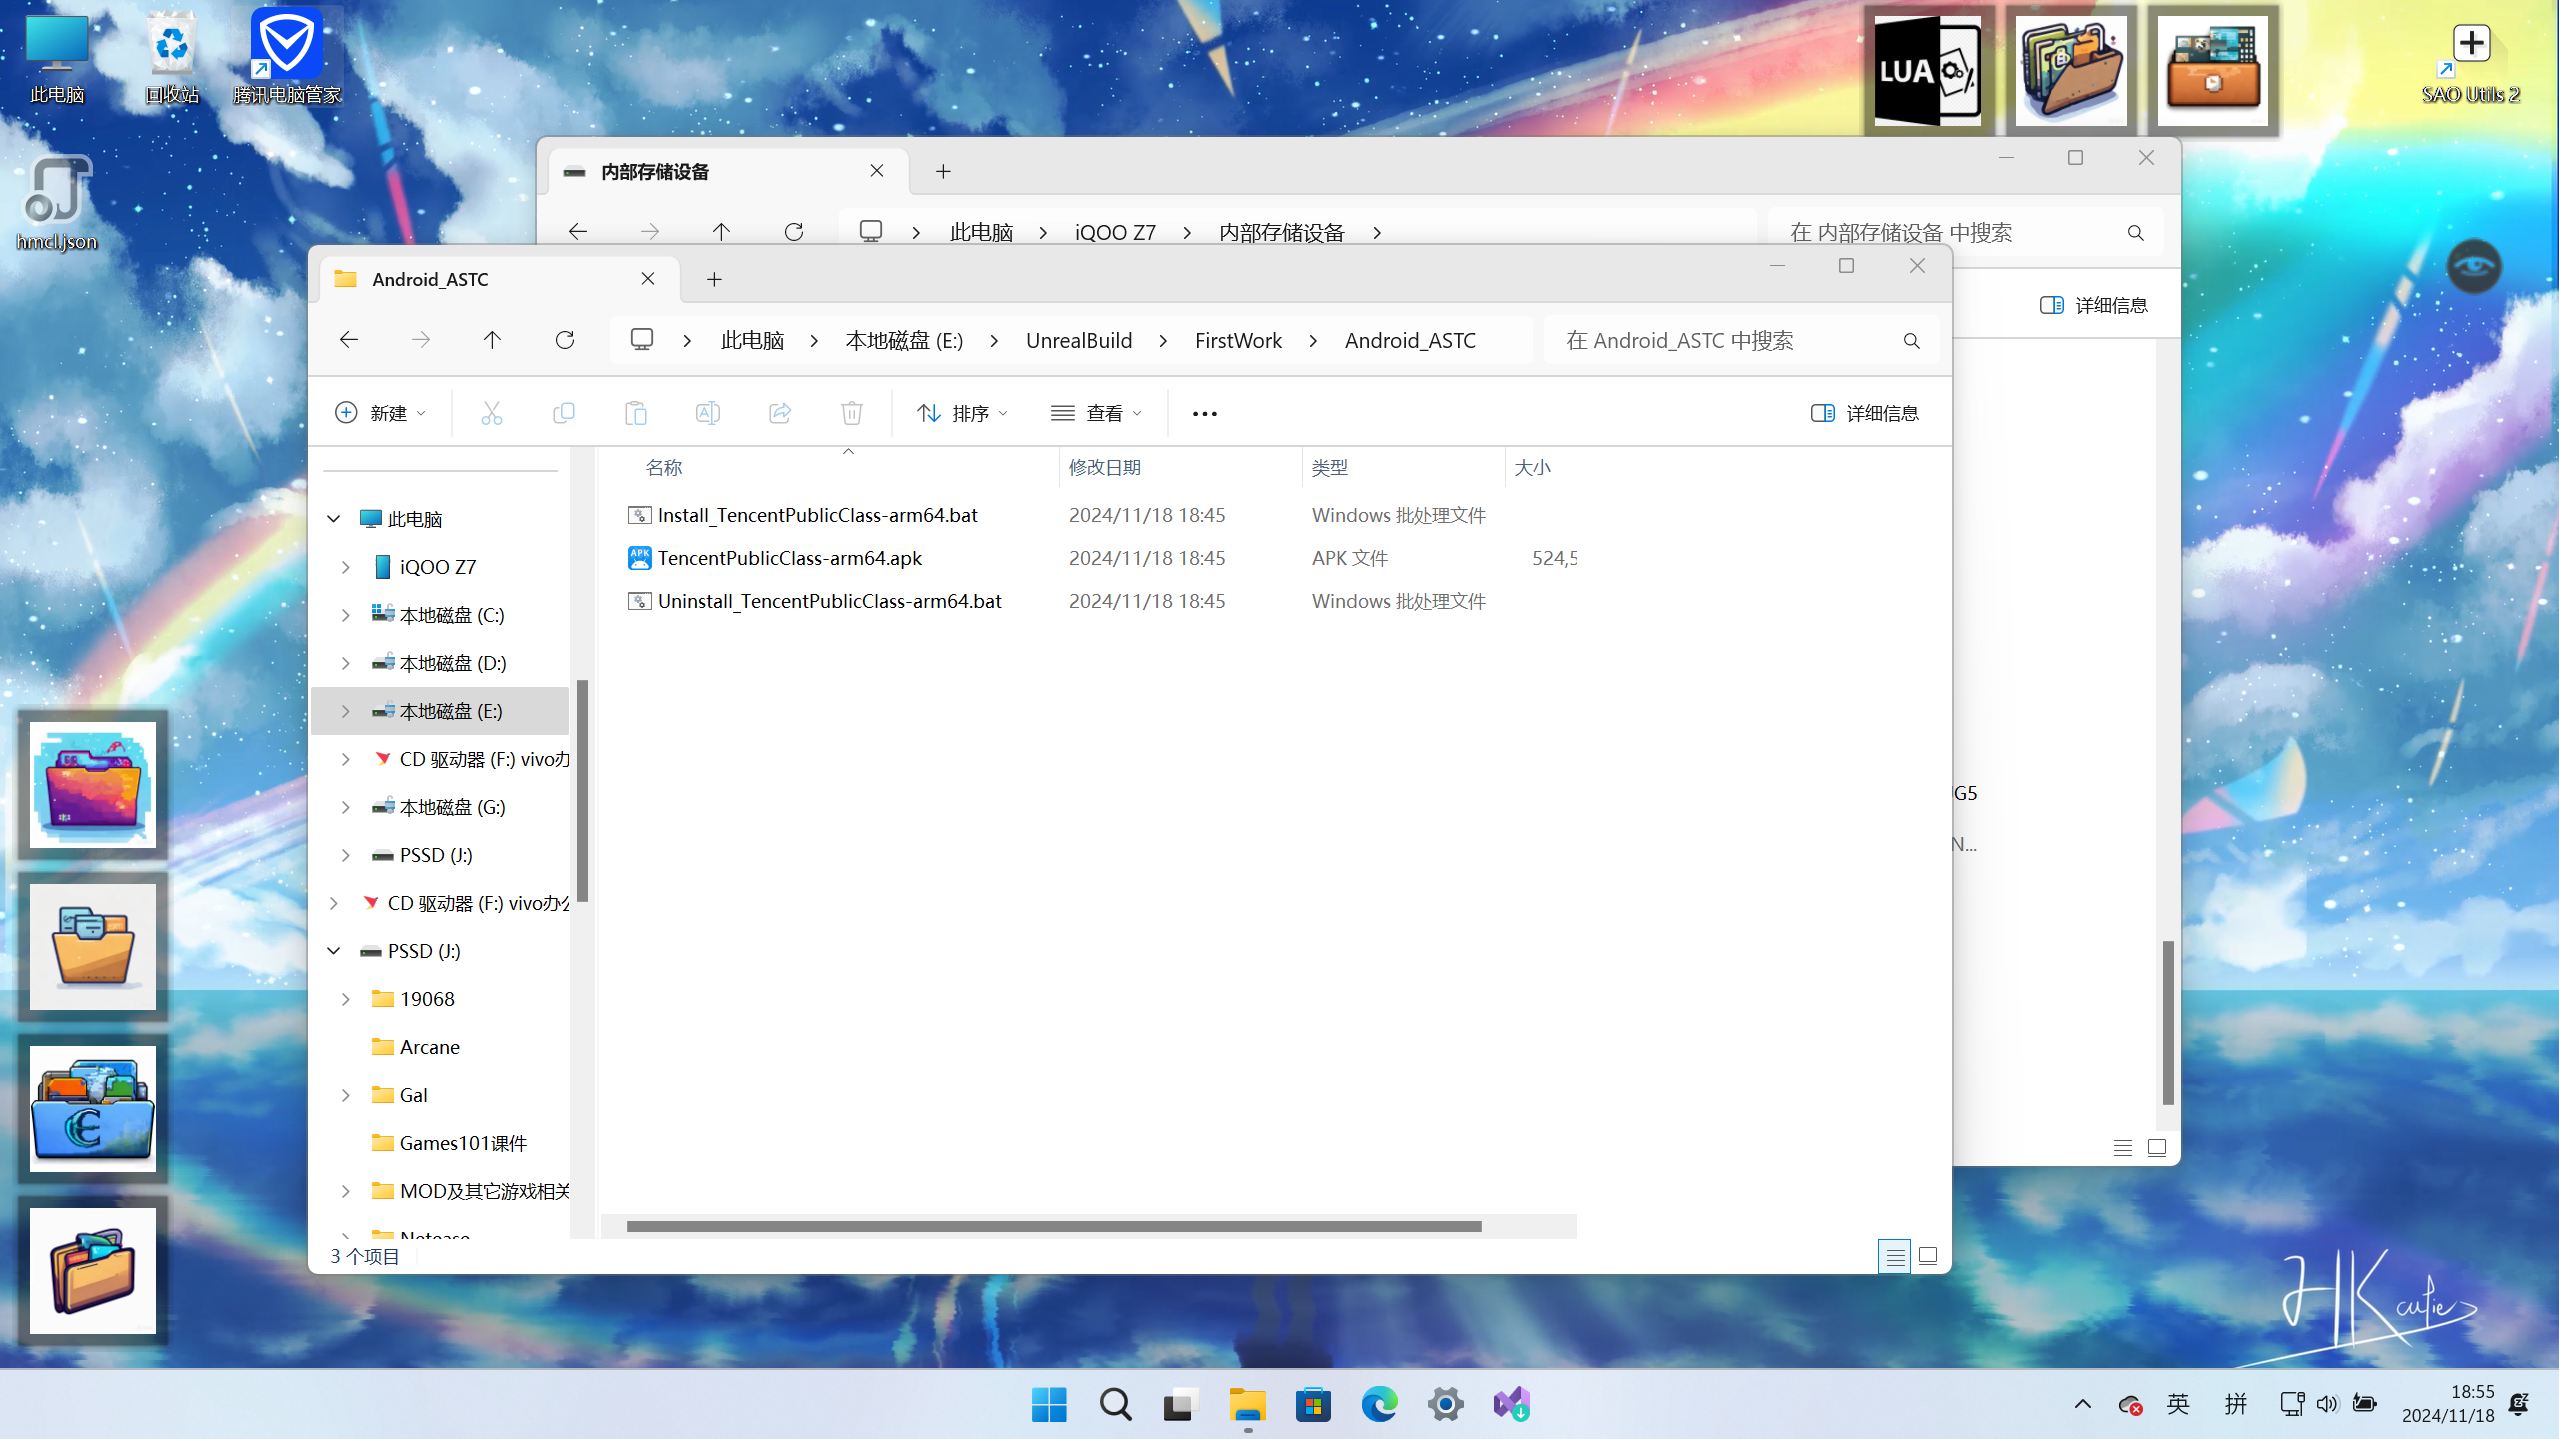 此电脑
回收站
腾讯电脑管家
LUA
SAO Utils 2
hmcl.json
内部存储设备
此电脑 iQOO Z7 内部存储设备
在 内部存储设备 中搜索
详细信息
Android_ASTC
此电脑 本地磁盘 (E:) UnrealBuild FirstWork Android_ASTC
在 Android_ASTC 中搜索
新建 排序 查看 详细信息
名称 修改日期 类型 大小
Install_TencentPublicClass-arm64.bat 2024/11/18 18:45 Windows 批处理文件
APK
TencentPublicClass-arm64.apk 2024/11/18 18:45 APK 文件 524,5
Uninstall_TencentPublicClass-arm64.bat 2024/11/18 18:45 Windows 批处理文件
此电脑
iQOO Z7
本地磁盘 (C:)
本地磁盘 (D:)
本地磁盘 (E:)
CD 驱动器 (F:) vivo办
本地磁盘 (G:)
PSSD (J:)
CD 驱动器 (F:) vivo办公
PSSD (J:)
19068
Arcane
Gal
Games101课件
MOD及其它游戏相关
Netease
3 个项目
G5
N...
HK cutie
英 拼
18:55
2024/11/18